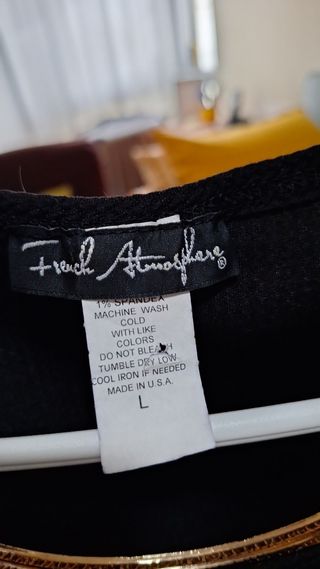 French Atmosphere®
1% SPANDEX
MACHINE WASH
COLD
WITH LIKE
COLORS
DO NOT BLEACH
TUMBLE DRY LOW
COOL IRON IF NEEDED
MADE IN U.S.A.
L